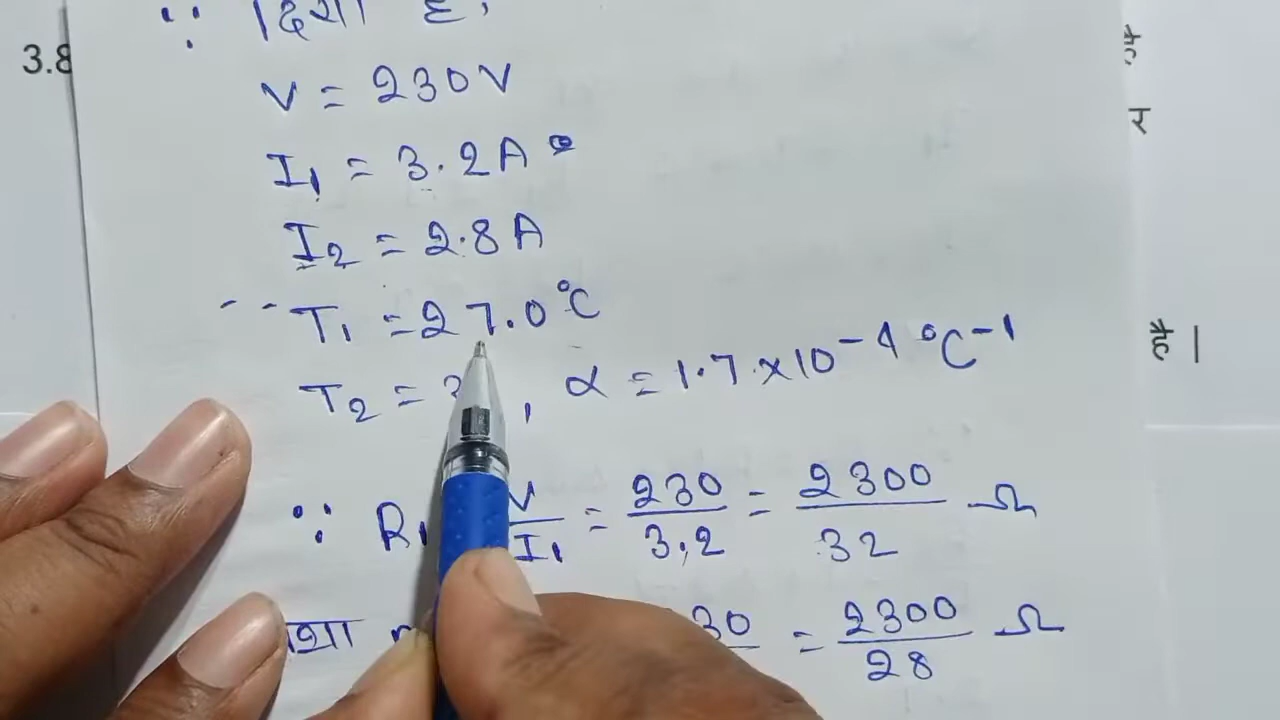 3.8
∵ दिया है,
V = 230V
I₁ = 3.2A
I₂ = 2.8A
T₁ = 27.0°C
T₂ = , α = 1.7×10⁻⁴ °C⁻¹
∵ R₁ V/I₁ = 230/3.2 = 2300/32 Ω
30 = 2300/28 Ω